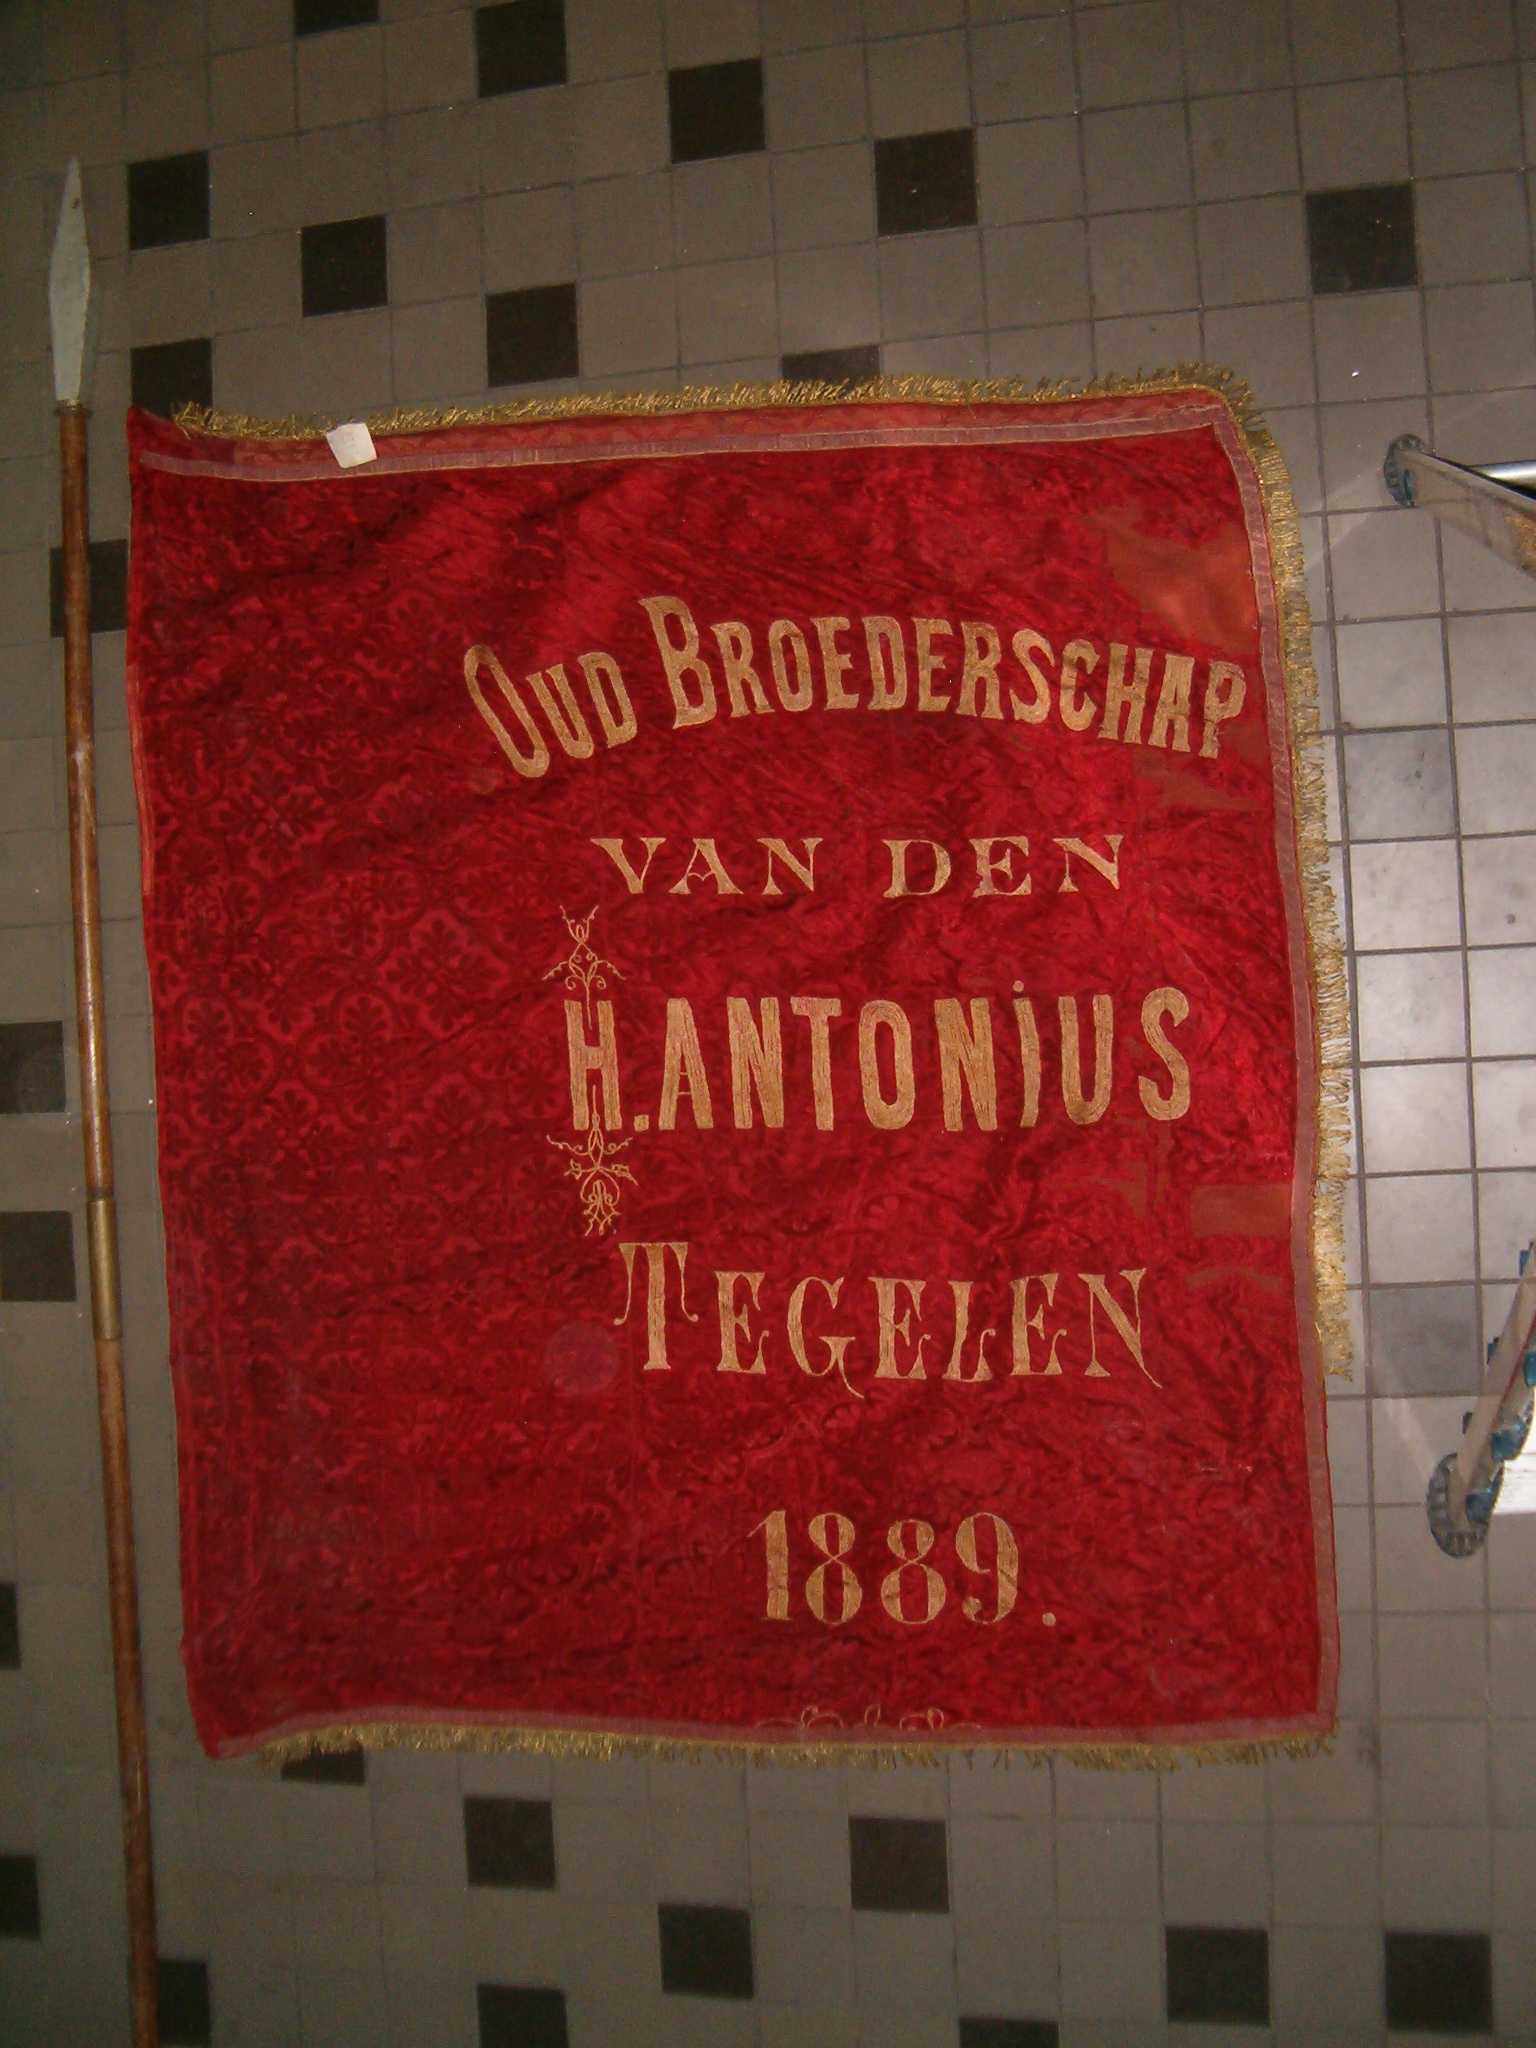 OUD BROEDERSCHAP
VAN DEN
H. ANTONiUS
TEGELEN
1889.